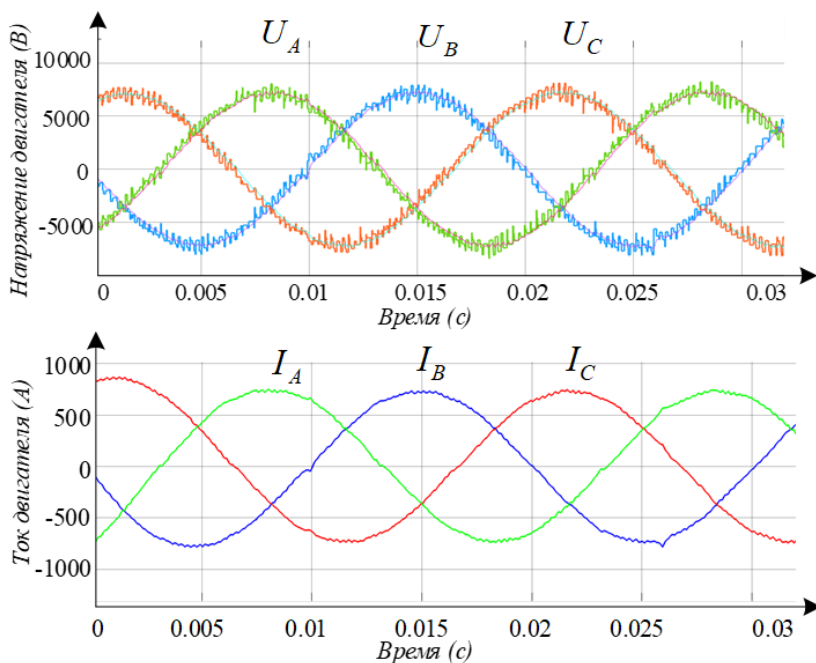 U_A U_B U_C
Напряжение двигателя (В)
10000
5000
0
-5000
0 0.005 0.01 0.015 0.02 0.025 0.03
Время (с)
I_A I_B I_C
Ток двигателя (А)
1000
500
0
-500
-1000
0 0.005 0.01 0.015 0.02 0.025 0.03
Время (с)